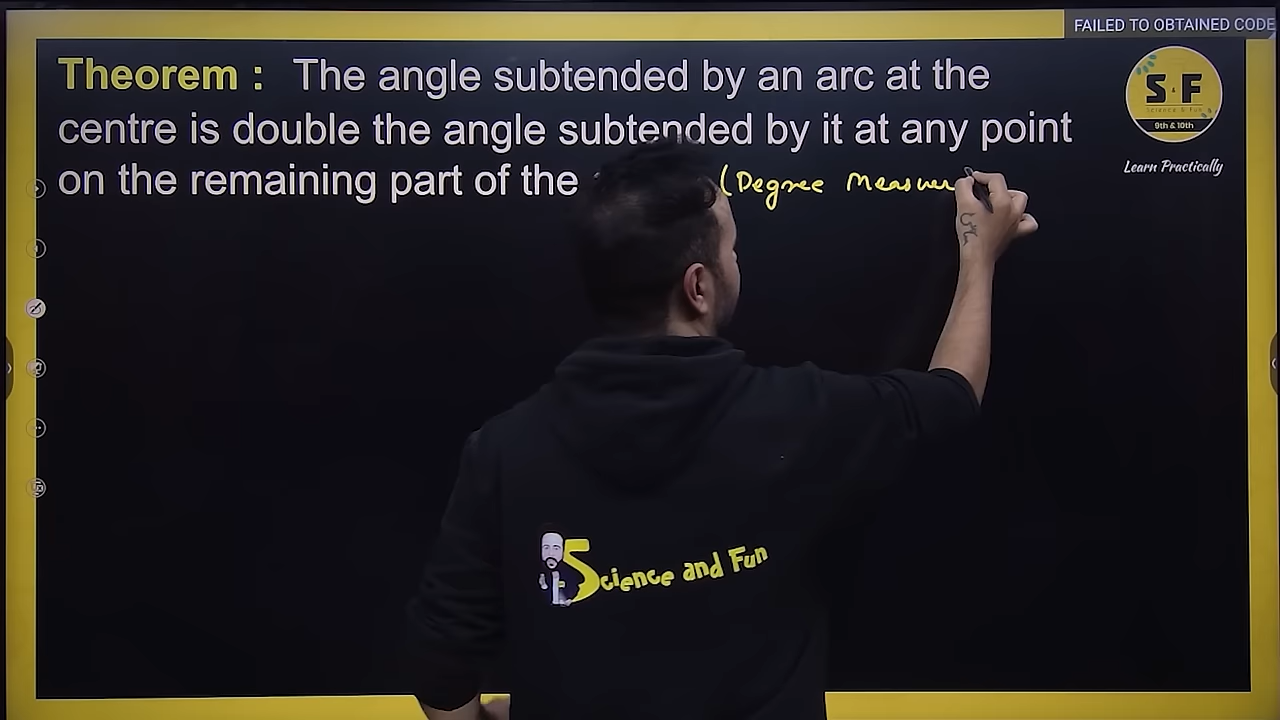 FAILED TO OBTAINED CODE
Theorem : The angle subtended by an arc at the
centre is double the angle subtended by it at any point
on the remaining part of the (Degree
S & F
Science & Fun
9th & 10th
Learn Practically
Science and Fun